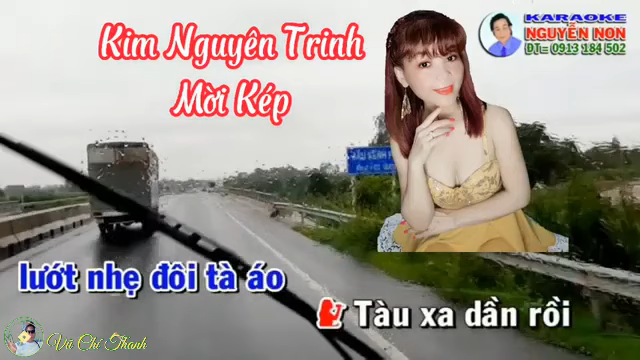 Kim Nguyên Trinh
Mời Kép
KARAOKE
NGUYỄN NON
ĐT= 0913 184 502
lướt nhẹ đôi tà áo
Tàu xa dần rồi
Vũ Chí Thanh